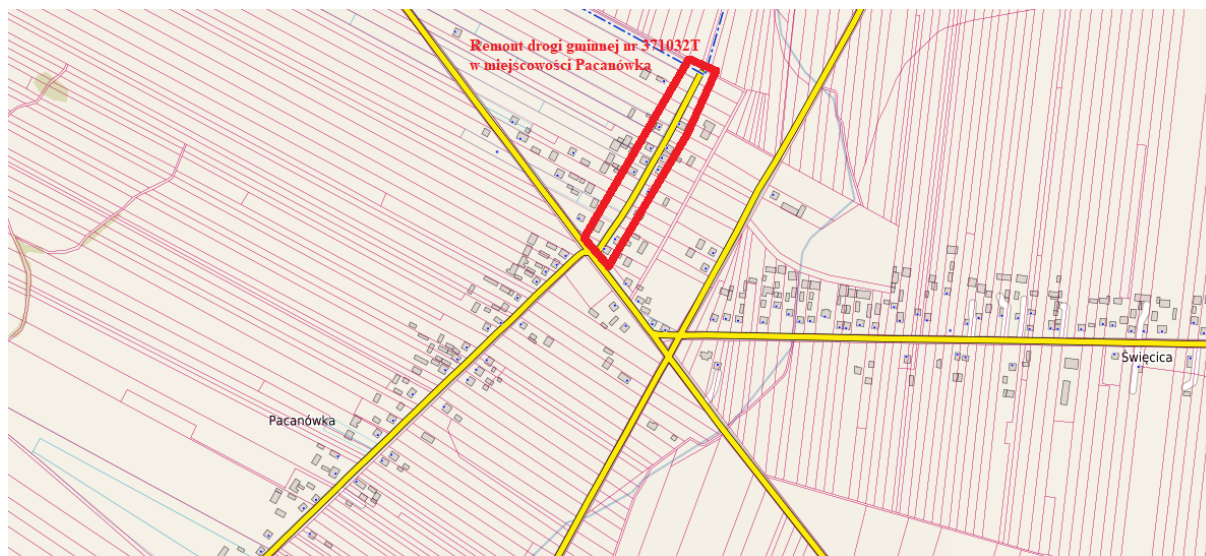 Remont drogi gminnej nr 371032T
w miejscowości Pacanówka
Święcica
Pacanówka